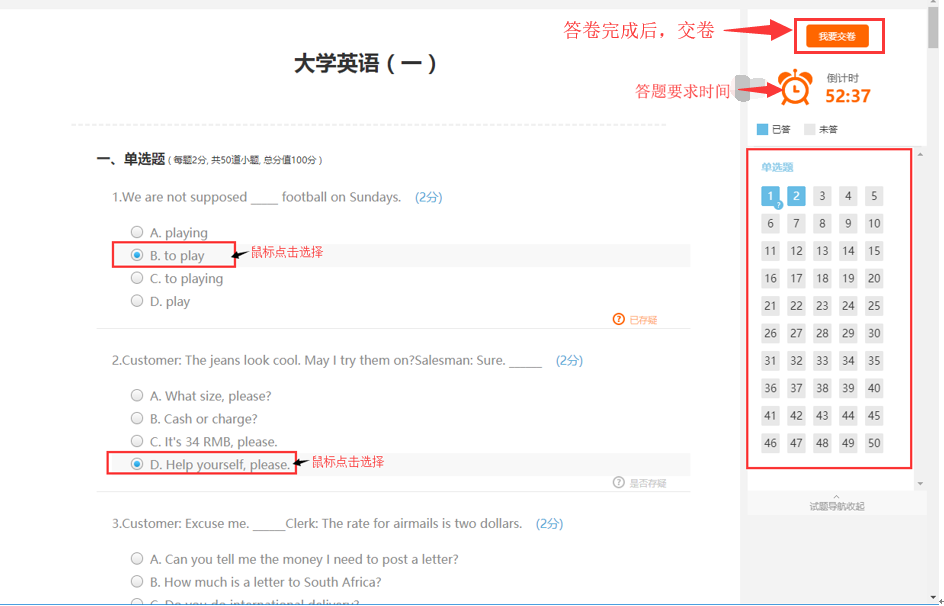 答卷完成后，交卷
我要交卷
大学英语（一）
倒计时
答题要求时间
52:37
已答 未答
一、单选题（每题2分, 共50道小题, 总分值100分）
单选题
1.We are not supposed ____ football on Sundays. (2分)
A. playing
B. to play
鼠标点击选择
C. to playing
D. play
? 已存疑
2.Customer: The jeans look cool. May I try them on?Salesman: Sure. _____ (2分)
A. What size, please?
B. Cash or charge?
C. It's 34 RMB, please.
D. Help yourself, please.
鼠标点击选择
? 是否存疑
3.Customer: Excuse me. _____Clerk: The rate for airmails is two dollars. (2分)
A. Can you tell me the money I need to post a letter?
B. How much is a letter to South Africa?
C. Do you do international delivery?
1 ? 2 3 4 5
6 7 8 9 10
11 12 13 14 15
16 17 18 19 20
21 22 23 24 25
26 27 28 29 30
31 32 33 34 35
36 37 38 39 40
41 42 43 44 45
46 47 48 49 50
试题导航收起